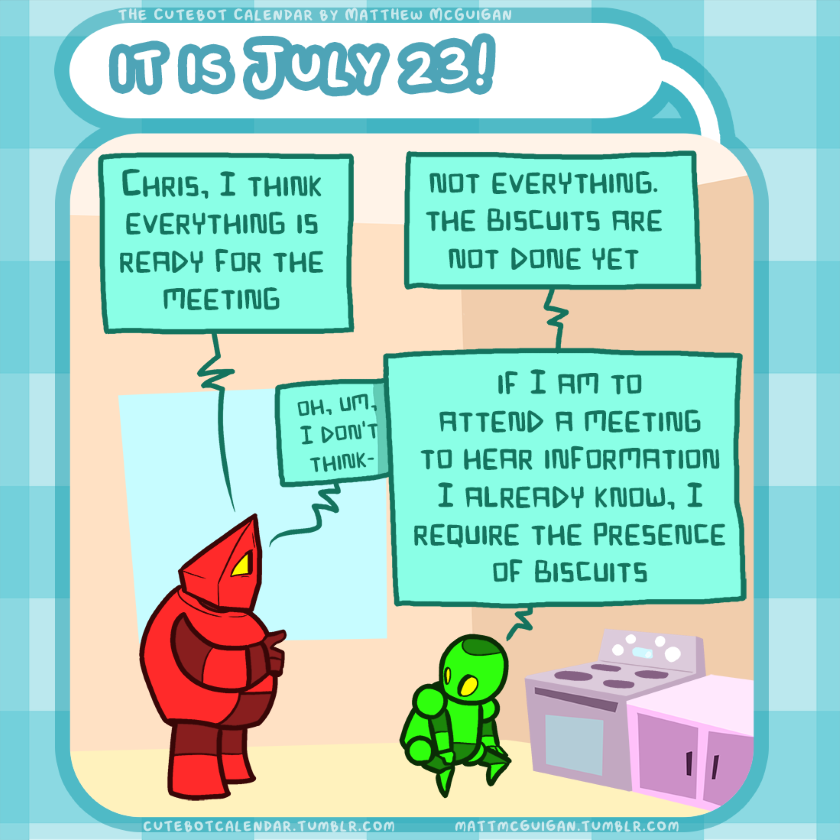 THE CUTEBOT CALENDAR BY MATTHEW MCGUIGAN
IT IS JULY 23!
CHRIS, I THINK
EVERYTHING IS
READY FOR THE
MEETING
NOT EVERYTHING.
THE BISCUITS ARE
NOT DONE YET
OH, UM,
I DON'T
THINK-
IF I AM TO
ATTEND A MEETING
TO HEAR INFORMATION
I ALREADY KNOW, I
REQUIRE THE PRESENCE
OF BISCUITS
CUTEBOTCALENDAR.TUMBLR.COM
MATTMCGUIGAN.TUMBLR.COM